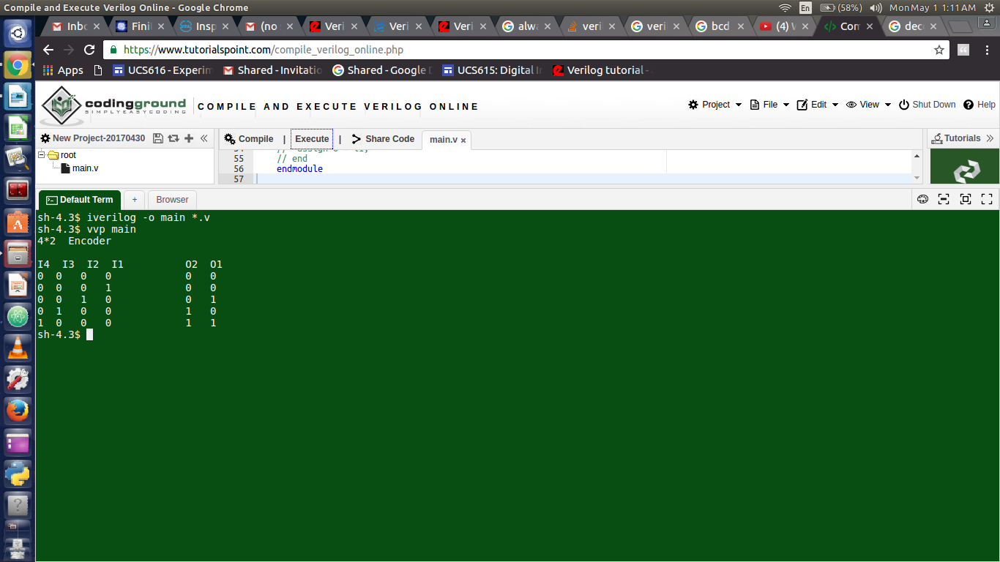 Compile and Execute Verilog Online - Google Chrome En (58%) Mon May 1 1:11 AM
Inbo Finit Insp (no Veri Veri Veri alwa veril veril bcd (4) Com deco
https://www.tutorialspoint.com/compile_verilog_online.php
Apps UCS616 - Experim Shared - Invitatio Shared - Google D UCS615: Digital I Verilog tutorial -
codingground COMPILE AND EXECUTE VERILOG ONLINE Project File Edit View Shut Down Help
SIMPLYEASYCODING
New Project-20170430 Compile | Execute | Share Code main.v x Tutorials
root
main.v
55 // end
56 endmodule
57
Default Term + Browser
sh-4.3$ iverilog -o main *.v
sh-4.3$ vvp main
4*2 Encoder
I4 I3 I2 I1 O2 O1
0 0 0 0 0 0
0 0 0 1 0 0
0 0 1 0 0 1
0 1 0 0 1 0
1 0 0 0 1 1
sh-4.3$